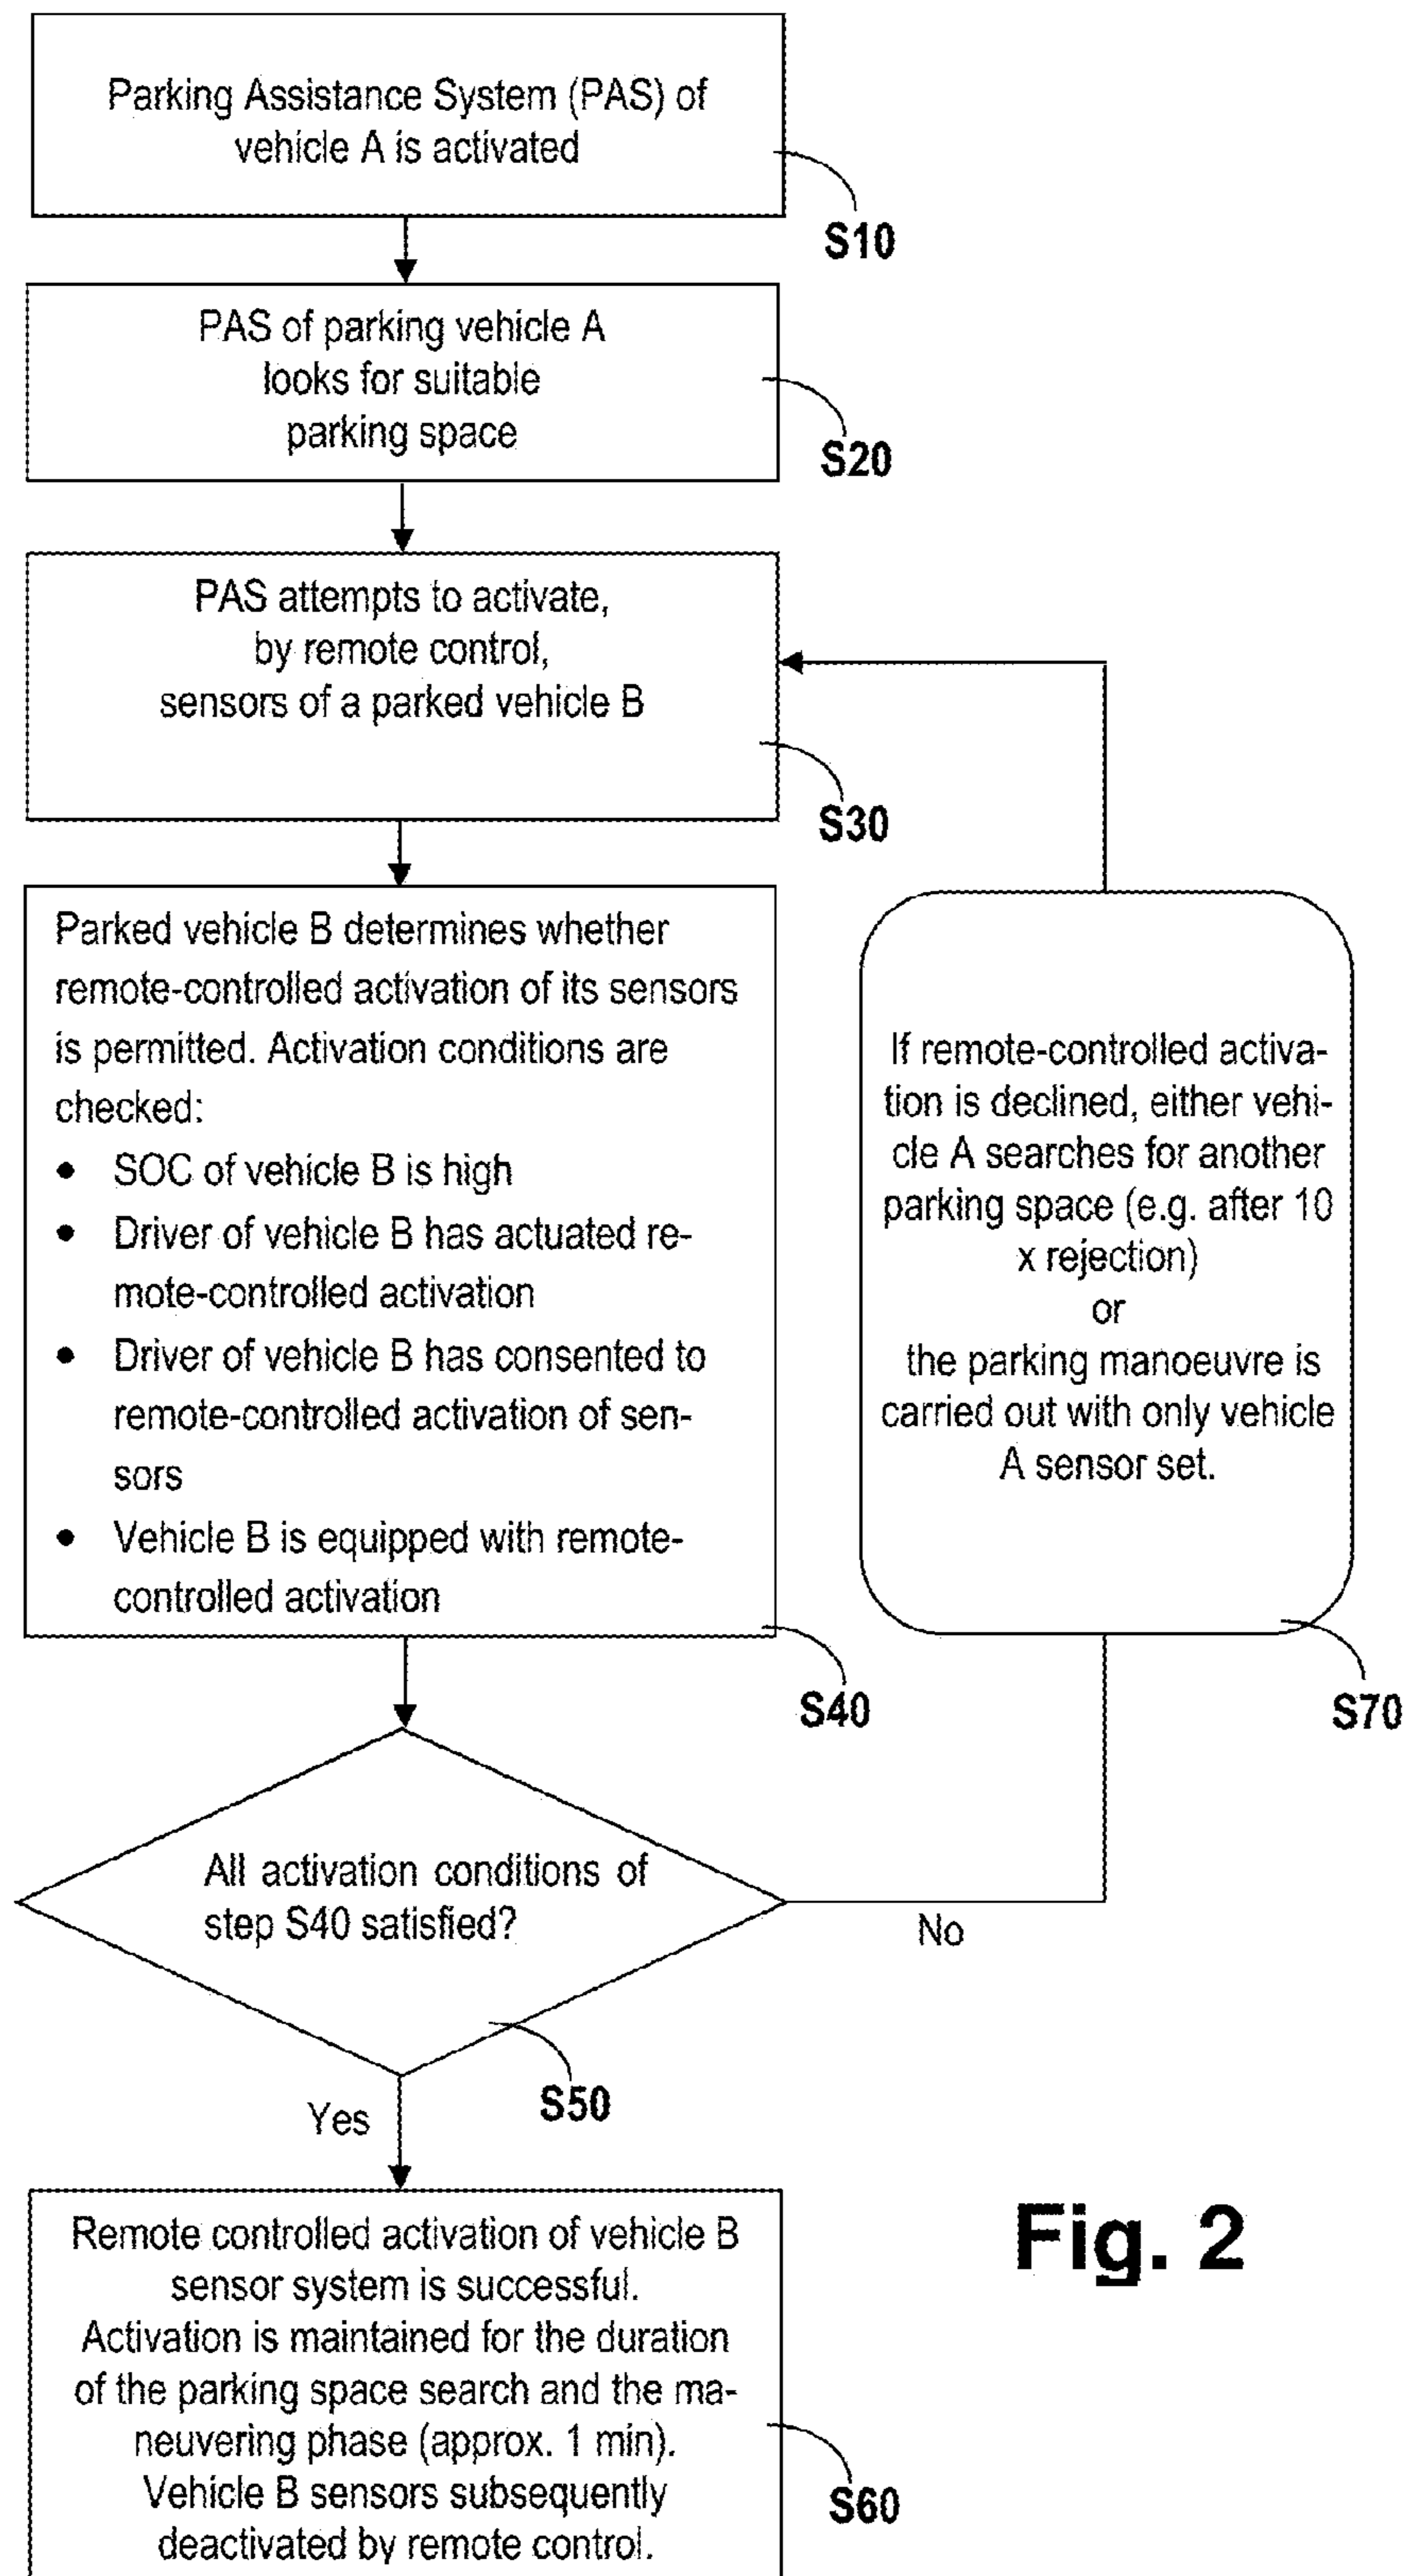 Parking Assistance System (PAS) of
vehicle A is activated
S10
PAS of parking vehicle A
looks for suitable
parking space
S20
PAS attempts to activate,
by remote control,
sensors of a parked vehicle B
S30
Parked vehicle B determines whether
remote-controlled activation of its sensors
is permitted. Activation conditions are
checked:
• SOC of vehicle B is high
• Driver of vehicle B has actuated re-
mote-controlled activation
• Driver of vehicle B has consented to
remote-controlled activation of sen-
sors
• Vehicle B is equipped with remote-
controlled activation
S40
If remote-controlled activa-
tion is declined, either vehi-
cle A searches for another
parking space (e.g. after 10
x rejection)
or
the parking manoeuvre is
carried out with only vehicle
A sensor set.
S70
All activation conditions of
step S40 satisfied?
No
S50
Yes
Remote controlled activation of vehicle B
sensor system is successful.
Activation is maintained for the duration
of the parking space search and the ma-
neuvering phase (approx. 1 min).
Vehicle B sensors subsequently
deactivated by remote control.
S60
Fig. 2